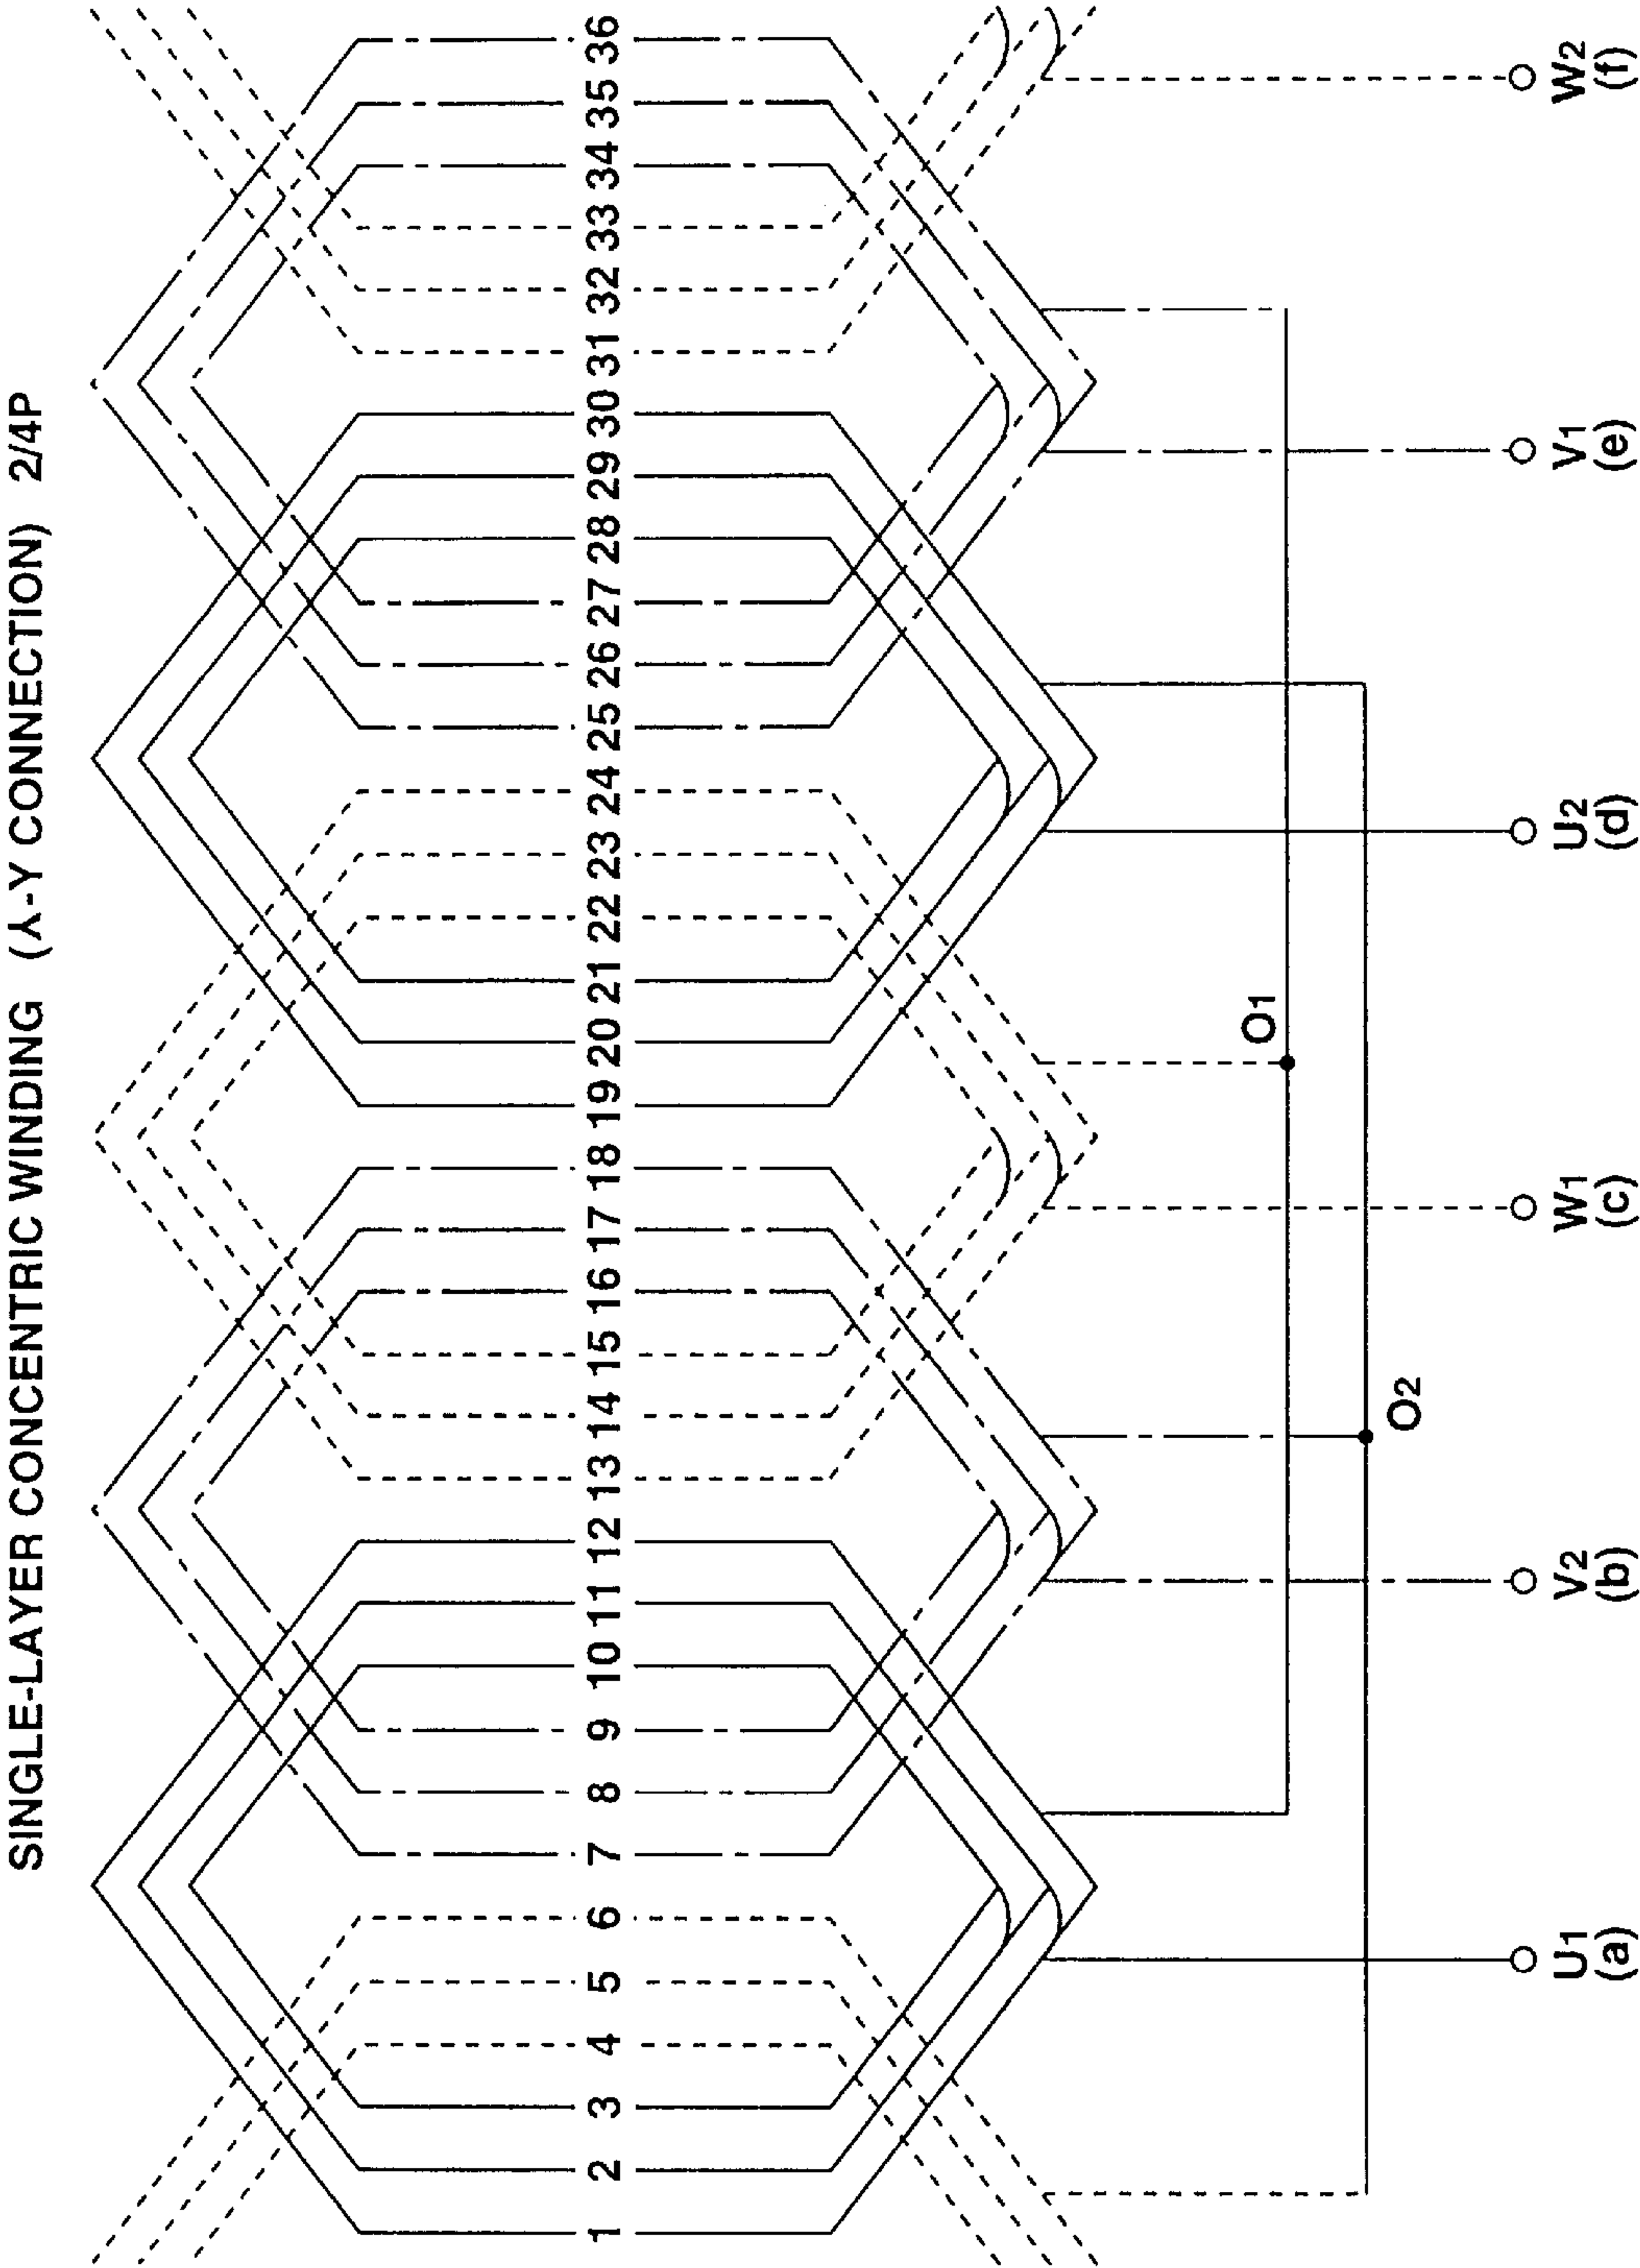 SINGLE-LAYER CONCENTRIC WINDING (⅄-Y CONNECTION) 2/4P
1 2 3 4 5 6 7 8 9 10 11 12 13 14 15 16 17 18 19 20 21 22 23 24 25 26 27 28 29 30 31 32 33 34 35 36
O1
O2
U1 V2 W1 U2 V1 W2
(a) (b) (c) (d) (e) (f)